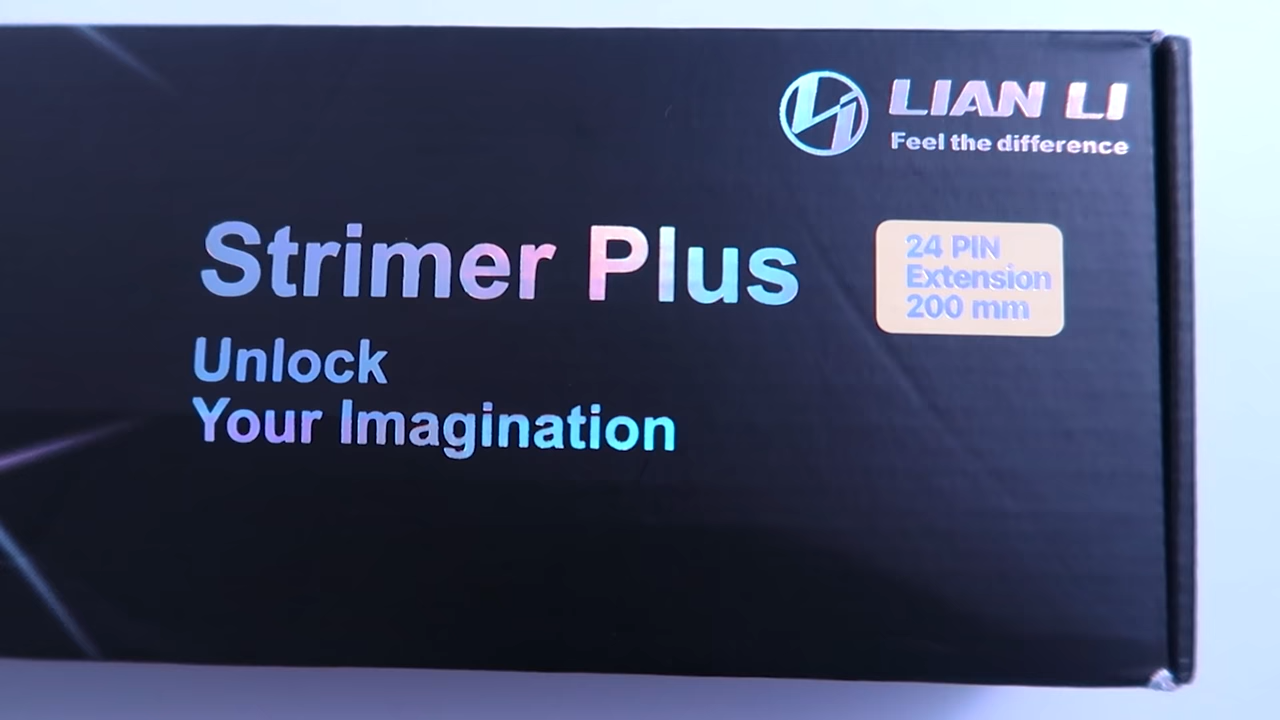 LIAN LI
Feel the difference
Strimer Plus
24 PIN
Extension
200 mm
Unlock
Your Imagination